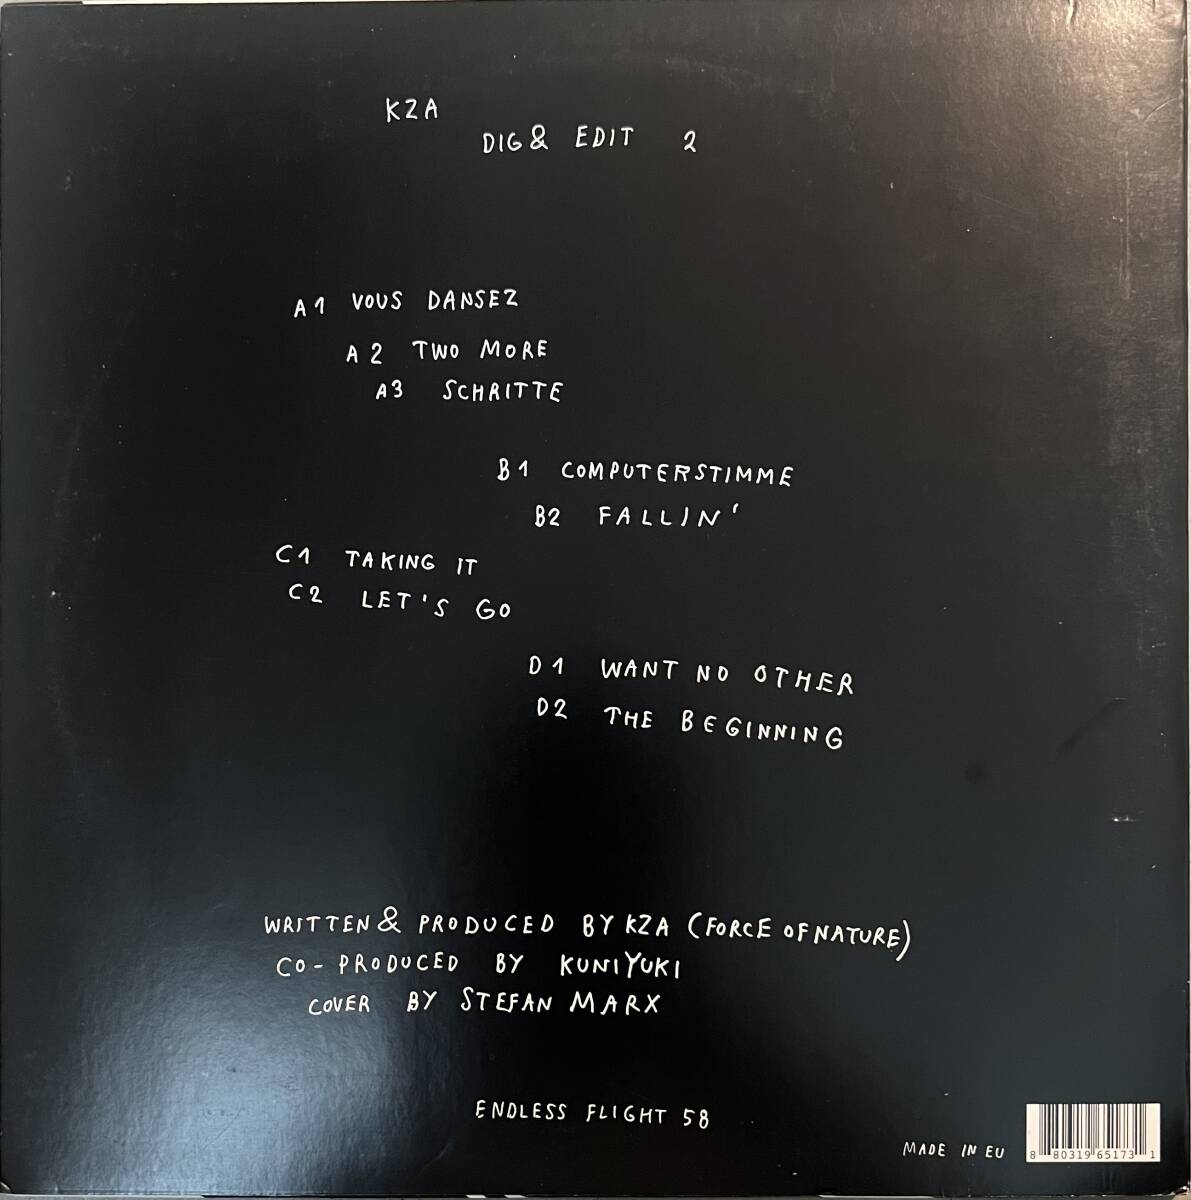 KZA
DIG & EDIT 2
A1 VOUS DANSEZ
A2 TWO MORE
A3 SCHRITTE
B1 COMPUTERSTIMME
B2 FALLIN'
C1 TAKING IT
C2 LET'S GO
D1 WANT NO OTHER
D2 THE BEGINNING
WRITTEN & PRODUCED BY KZA (FORCE OF NATURE)
CO-PRODUCED BY KUNIYUKI
COVER BY STEFAN MARX
ENDLESS FLIGHT 58
MADE IN EU
8 80319 65173 1